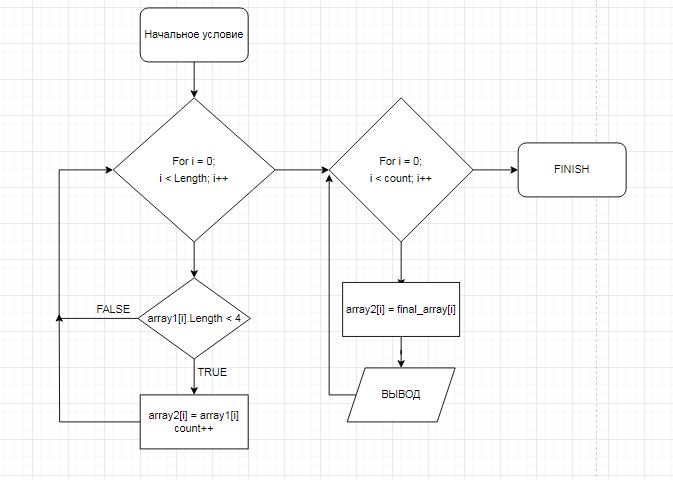 Начальное условие
For i = 0;
i < Length; i++
FALSE
array1[i].Length < 4
TRUE
array2[i] = array1[i]
count++
For i = 0;
i < count; i++
array2[i] = final_array[i]
ВЫВОД
FINISH